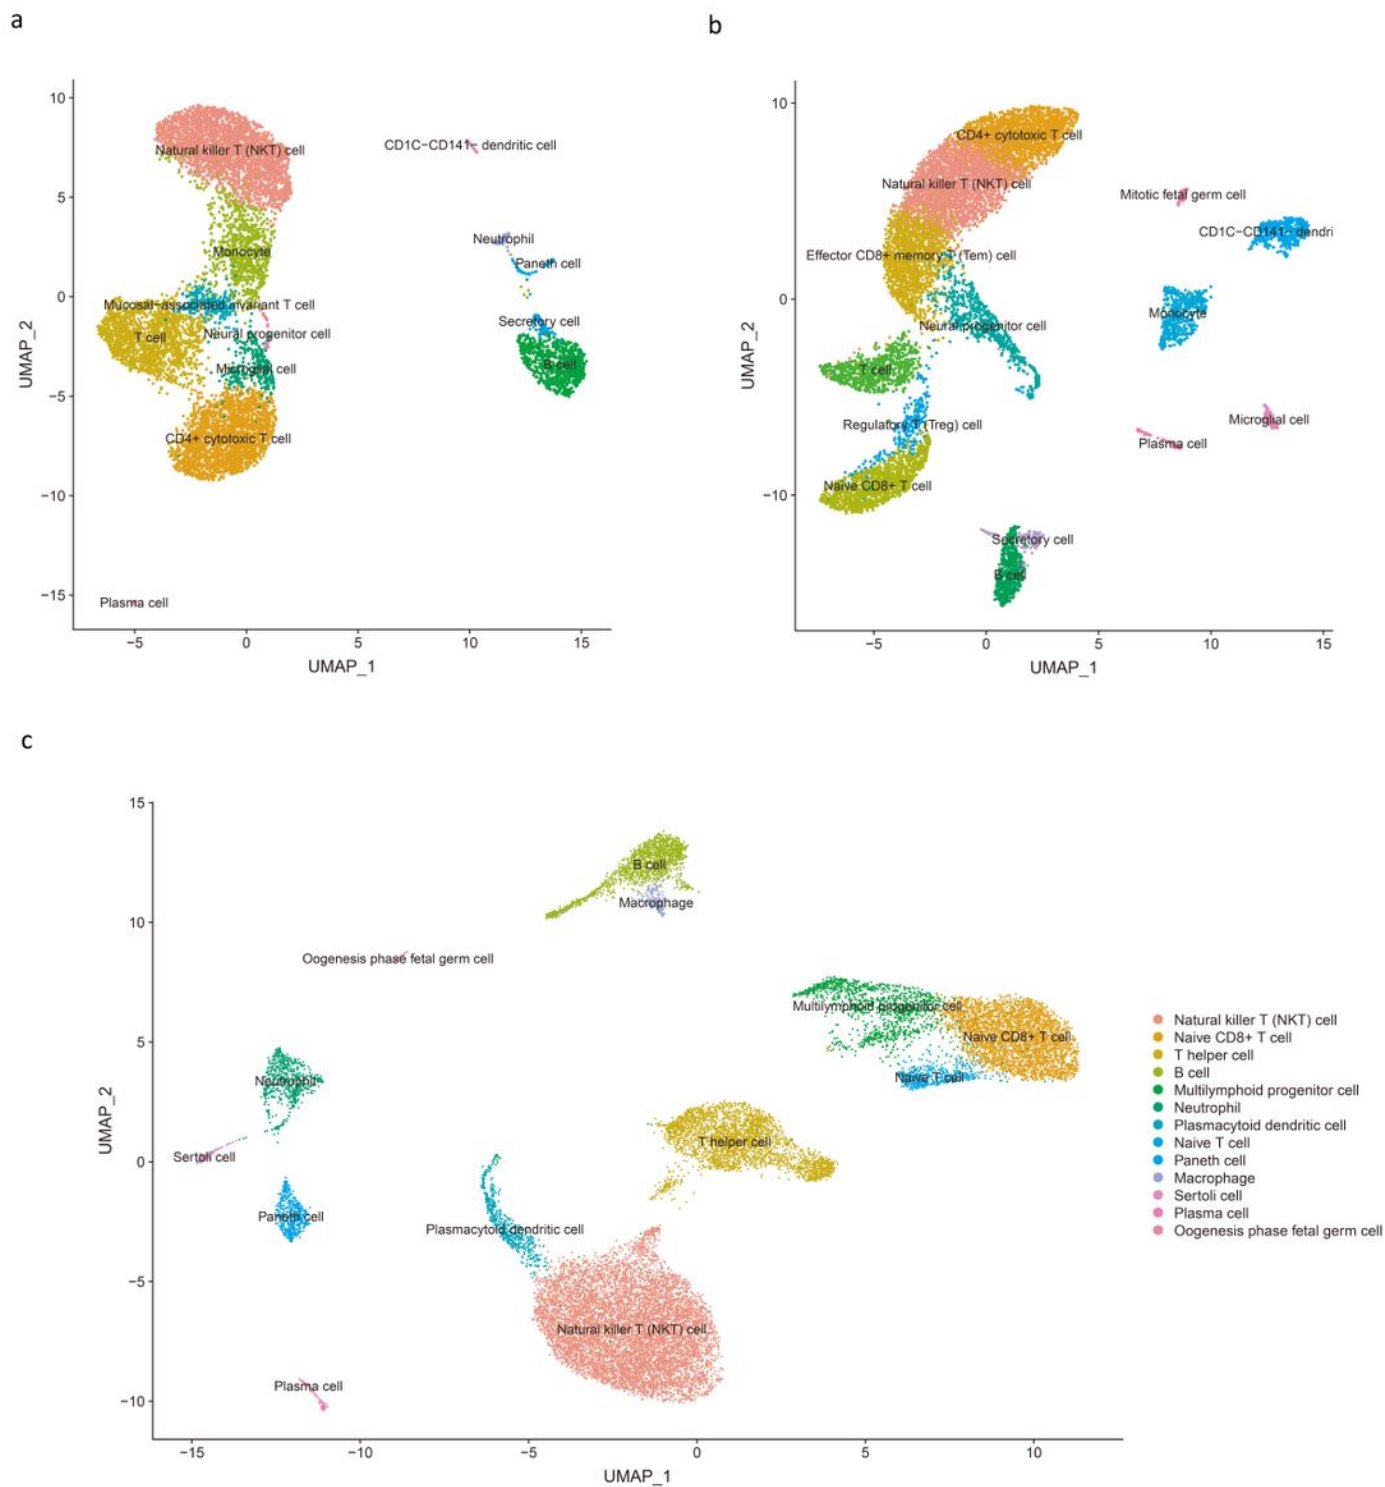 a
b
10
5
0
−5
−10
−15
UMAP_2
Natural killer T (NKT) cell
CD1C−CD141− dendritic cell
Monocyte
Neutrophil
Paneth cell
Mucosal−associated invariant T cell
Secretory cell
Neural progenitor cell
T cell
Microglial cell
B cell
CD4+ cytotoxic T cell
Plasma cell
−5
0
5
10
15
UMAP_1
10
0
−10
UMAP_2
CD4+ cytotoxic T cell
Natural killer T (NKT) cell
Mitotic fetal germ cell
CD1C−CD141− dendri
Effector CD8+ memory T (Tem) cell
Monocyte
Neural progenitor cell
T cell
Regulatory T (Treg) cell
Microglial cell
Plasma cell
Naive CD8+ T cell
Secretory cell
B cell
−5
0
5
10
15
UMAP_1
c
15
10
5
0
−5
−10
UMAP_2
B cell
Macrophage
Oogenesis phase fetal germ cell
Multilymphoid progenitor cell
Naive CD8+ T cell
Neutrophil
Naive T cell
T helper cell
Sertoli cell
Paneth cell
Plasmacytoid dendritic cell
Natural killer T (NKT) cell
Plasma cell
−15
−10
−5
0
5
10
UMAP_1
Natural killer T (NKT) cell
Naive CD8+ T cell
T helper cell
B cell
Multilymphoid progenitor cell
Neutrophil
Plasmacytoid dendritic cell
Naive T cell
Paneth cell
Macrophage
Sertoli cell
Plasma cell
Oogenesis phase fetal germ cell